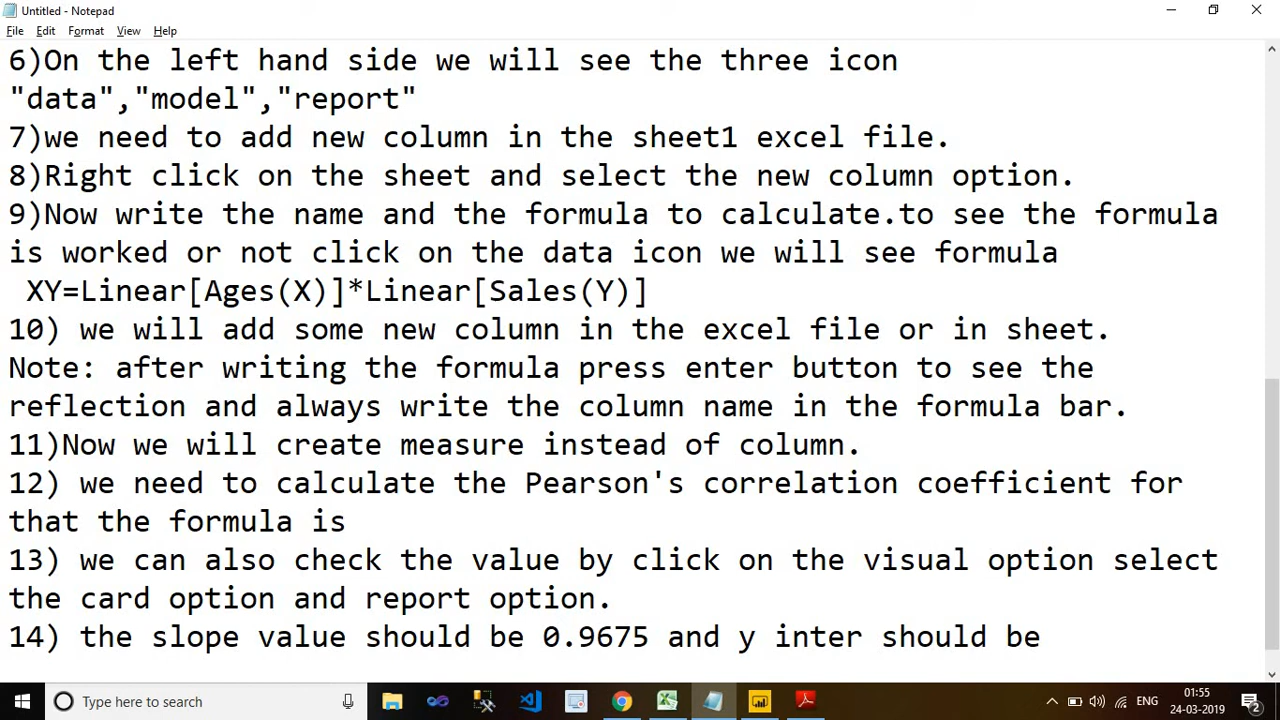 Untitled - Notepad
File Edit Format View Help
6)On the left hand side we will see the three icon
"data","model","report"
7)we need to add new column in the sheet1 excel file.
8)Right click on the sheet and select the new column option.
9)Now write the name and the formula to calculate.to see the formula
is worked or not click on the data icon we will see formula
XY=Linear[Ages(X)]*Linear[Sales(Y)]
10) we will add some new column in the excel file or in sheet.
Note: after writing the formula press enter button to see the
reflection and always write the column name in the formula bar.
11)Now we will create measure instead of column.
12) we need to calculate the Pearson's correlation coefficient for
that the formula is
13) we can also check the value by click on the visual option select
the card option and report option.
14) the slope value should be 0.9675 and y inter should be
Type here to search
ENG
01:55
24-03-2019
2